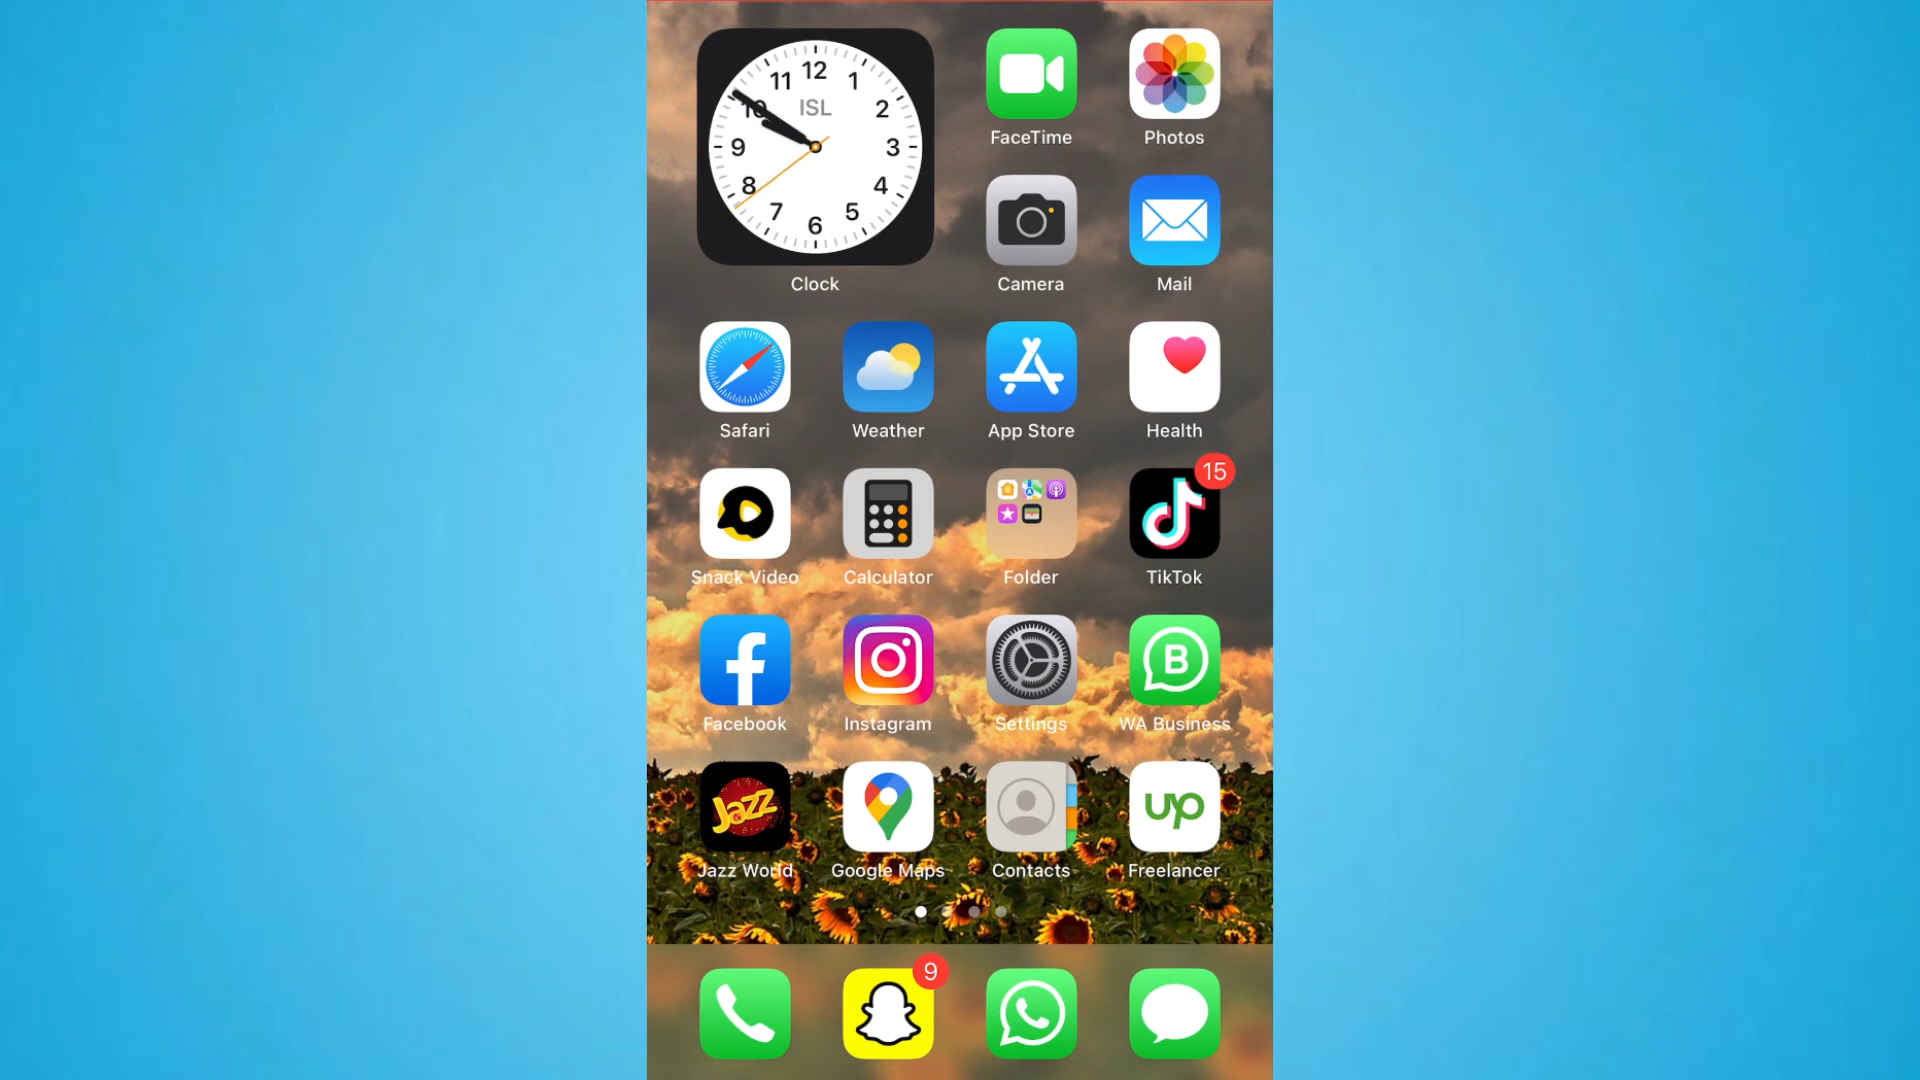 12
11 1
ISL
10 2
9 3
8 4
7 5
6
Clock
FaceTime Photos
Camera Mail
Safari Weather App Store Health
15
Snack Video Calculator Folder TikTok
Facebook Instagram Settings WA Business
B
Jazz up
Jazz World Google Maps Contacts Freelancer
9